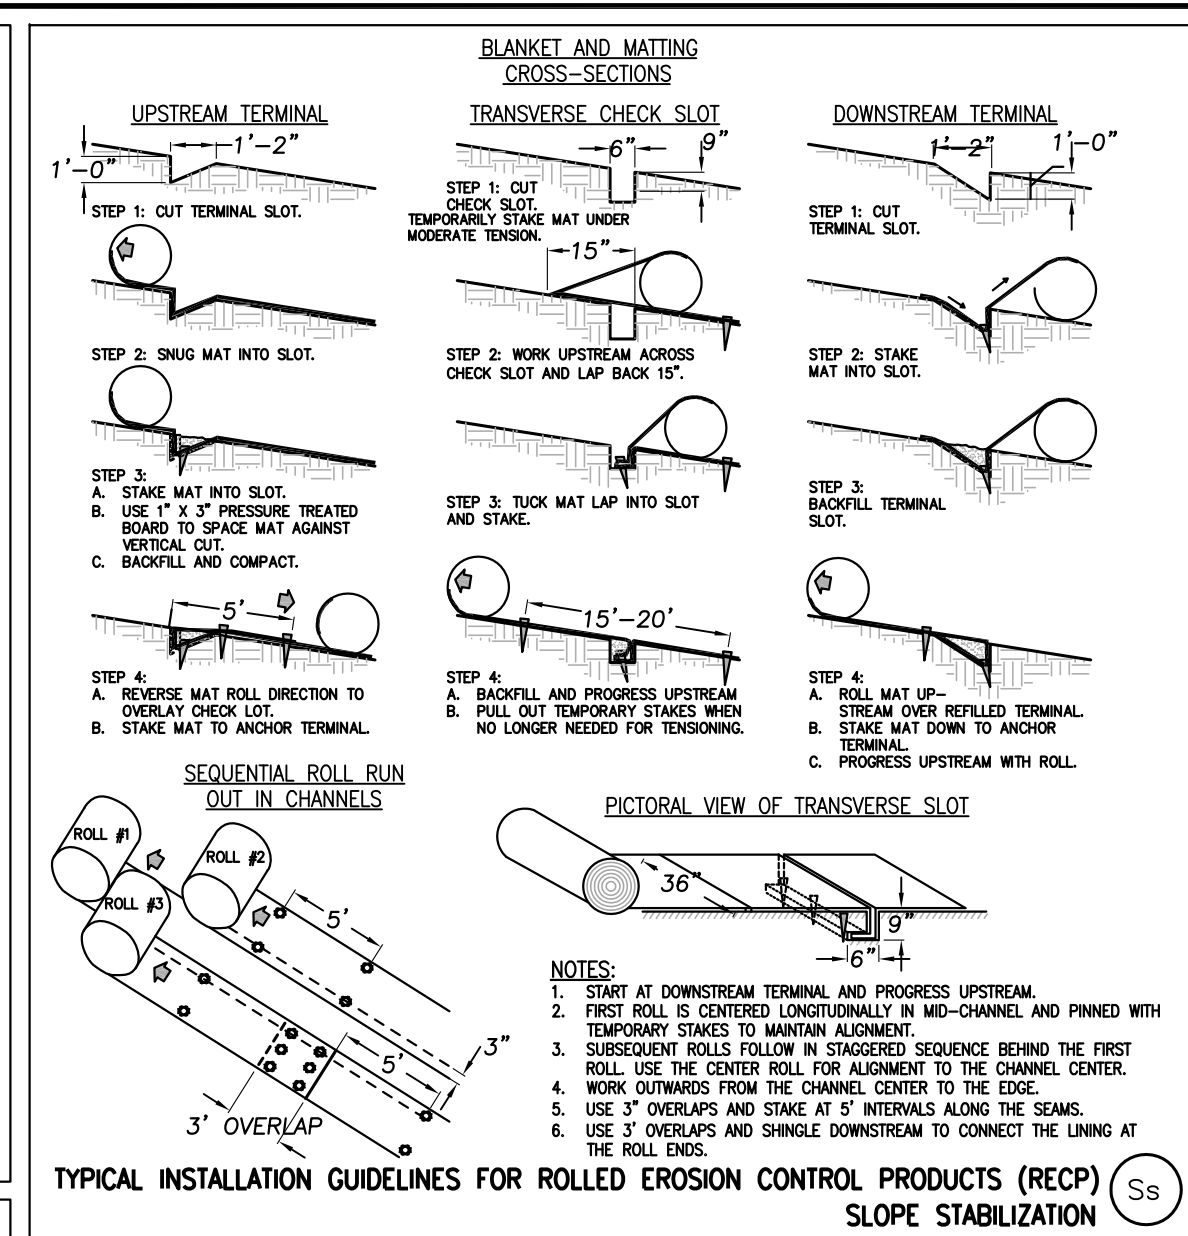 BLANKET AND MATTING
CROSS-SECTIONS
UPSTREAM TERMINAL
1'-2"
1'-0"
STEP 1: CUT TERMINAL SLOT.
STEP 2: SNUG MAT INTO SLOT.
STEP 3:
A. STAKE MAT INTO SLOT.
B. USE 1" X 3" PRESSURE TREATED
BOARD TO SPACE MAT AGAINST
VERTICAL CUT.
C. BACKFILL AND COMPACT.
5'
STEP 4:
A. REVERSE MAT ROLL DIRECTION TO
OVERLAY CHECK LOT.
B. STAKE MAT TO ANCHOR TERMINAL.
TRANSVERSE CHECK SLOT
6"
9"
STEP 1: CUT
CHECK SLOT.
TEMPORARILY STAKE MAT UNDER
MODERATE TENSION.
15"
STEP 2: WORK UPSTREAM ACROSS
CHECK SLOT AND LAP BACK 15".
STEP 3: TUCK MAT LAP INTO SLOT
AND STAKE.
15'-20'
STEP 4:
A. BACKFILL AND PROGRESS UPSTREAM
B. PULL OUT TEMPORARY STAKES WHEN
NO LONGER NEEDED FOR TENSIONING.
DOWNSTREAM TERMINAL
1'-2"
1'-0"
STEP 1: CUT
TERMINAL SLOT.
STEP 2: STAKE
MAT INTO SLOT.
STEP 3:
BACKFILL TERMINAL
SLOT.
STEP 4:
A. ROLL MAT UP-
STREAM OVER REFILLED TERMINAL.
B. STAKE MAT DOWN TO ANCHOR
TERMINAL.
C. PROGRESS UPSTREAM WITH ROLL.
SEQUENTIAL ROLL RUN
OUT IN CHANNELS
ROLL #1
ROLL #2
ROLL #3
5'
5'
3"
3' OVERLAP
PICTORAL VIEW OF TRANSVERSE SLOT
36"
9"
6"
NOTES:
1. START AT DOWNSTREAM TERMINAL AND PROGRESS UPSTREAM.
2. FIRST ROLL IS CENTERED LONGITUDINALLY IN MID-CHANNEL AND PINNED WITH
TEMPORARY STAKES TO MAINTAIN ALIGNMENT.
3. SUBSEQUENT ROLLS FOLLOW IN STAGGERED SEQUENCE BEHIND THE FIRST
ROLL. USE THE CENTER ROLL FOR ALIGNMENT TO THE CHANNEL CENTER.
4. WORK OUTWARDS FROM THE CHANNEL CENTER TO THE EDGE.
5. USE 3" OVERLAPS AND STAKE AT 5' INTERVALS ALONG THE SEAMS.
6. USE 3' OVERLAPS AND SHINGLE DOWNSTREAM TO CONNECT THE LINING AT
THE ROLL ENDS.
TYPICAL INSTALLATION GUIDELINES FOR ROLLED EROSION CONTROL PRODUCTS (RECP)
SLOPE STABILIZATION
Ss